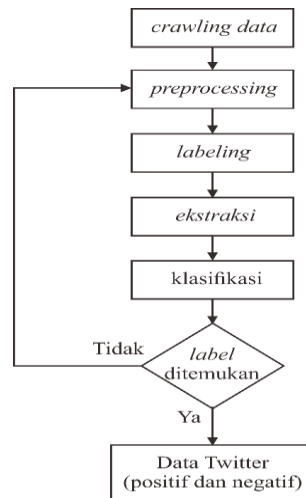 crawling data
preprocessing
labeling
ekstraksi
klasifikasi
label
ditemukan
Tidak
Ya
Data Twitter
(positif dan negatif)